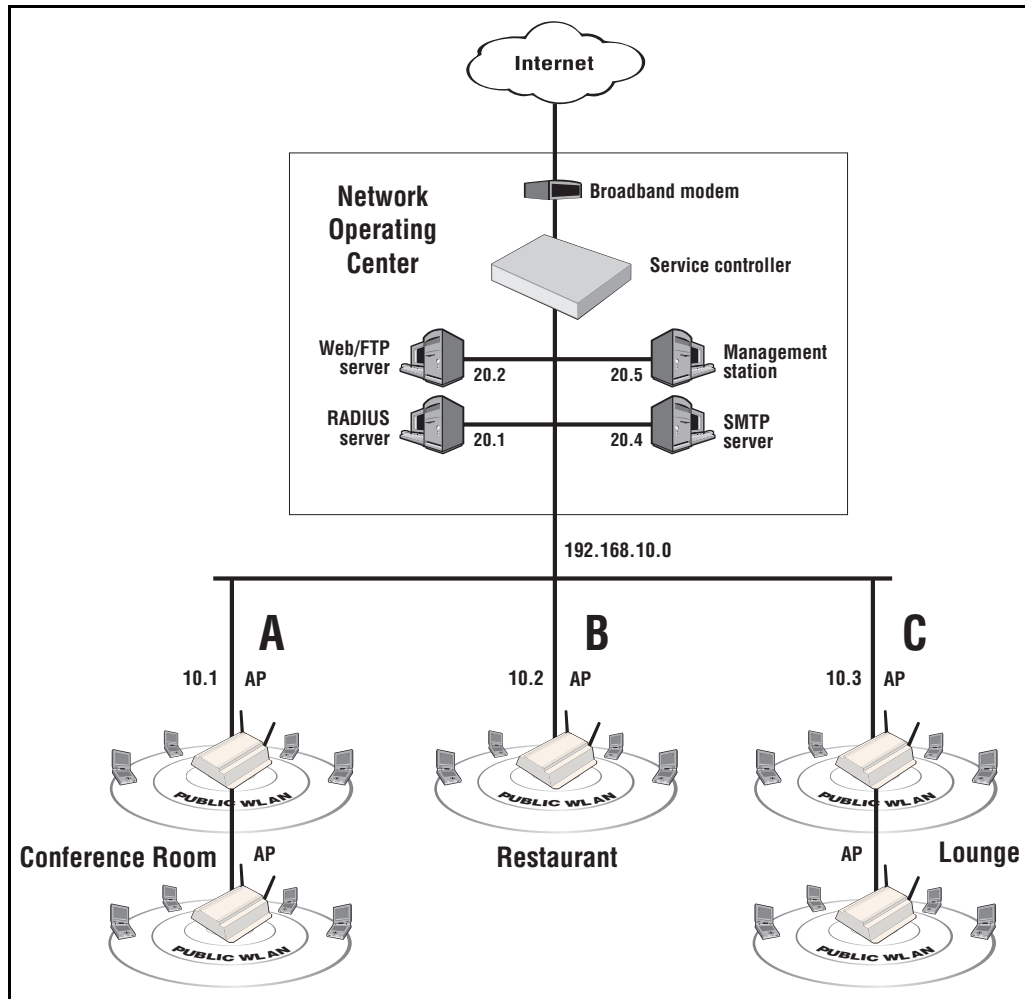 Internet
Network
Operating
Center
Broadband modem
Service controller
Web/FTP
server
20.2
20.5
Management
station
RADIUS
server
20.1
20.4
SMTP
server
192.168.10.0
A
B
C
10.1
AP
10.2
AP
10.3
AP
PUBLIC WLAN
PUBLIC WLAN
PUBLIC WLAN
Conference Room
AP
Restaurant
AP
Lounge
PUBLIC WLAN
PUBLIC WLAN